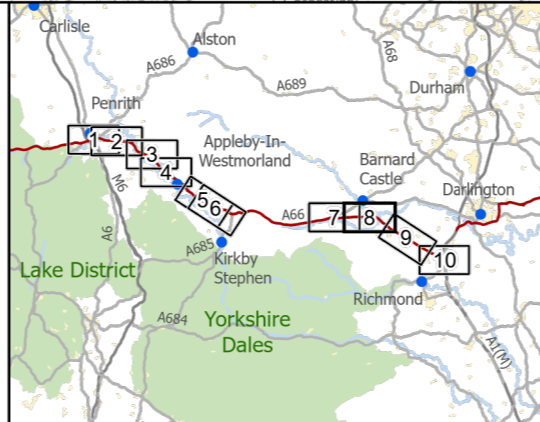 Carlisle
Alston
A686
A68
A689
Durham
Penrith
1
2
3
4
5
6
Appleby-In-
Westmorland
Barnard
Castle
Darlington
A66
7
8
9
10
M6
A6
A685
Lake District
Kirkby
Stephen
Richmond
A684
Yorkshire
Dales
A1(M)